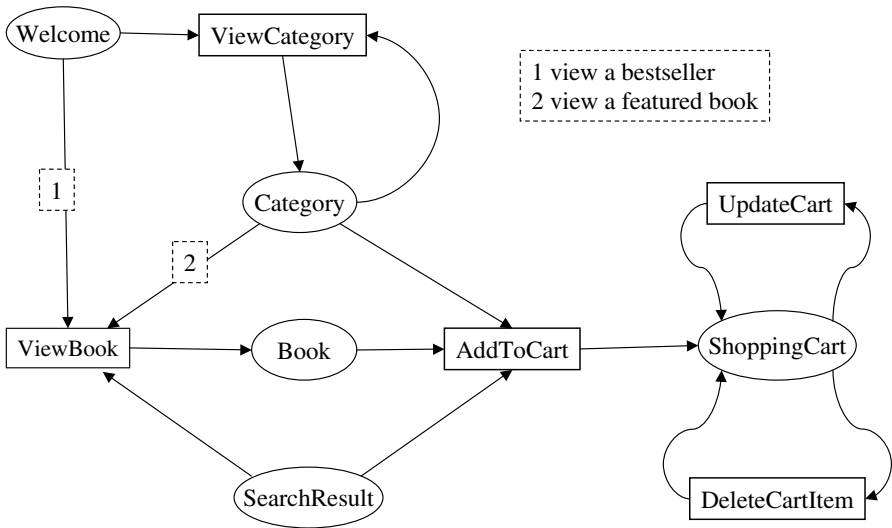 Welcome
ViewCategory
1 view a bestseller
2 view a featured book
1
Category
UpdateCart
2
ViewBook
Book
AddToCart
ShoppingCart
SearchResult
DeleteCartItem